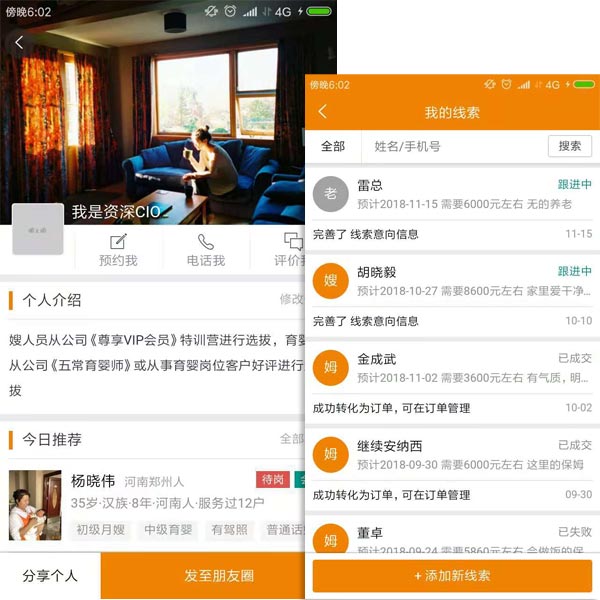 傍晚6:02
4G
我是资深CIO
预约我
电话我
评价我
个人介绍
修改
嫂人员从公司《尊享VIP会员》特训营进行选拔，育婴
从公司《五常育婴师》或从事育婴岗位客户好评进行
拔
今日推荐
全部
杨晓伟 河南郑州人
待岗
35岁·汉族·8年·河南人·服务过12户
初级月嫂 中级育婴 有驾照 普通话
分享个人
发至朋友圈
傍晚6:02
4G
我的线索
全部 姓名/手机号 搜索
老
雷总 跟进中
预计2018-11-15 需要6000元左右 无的养老
完善了 线索意向信息 11-15
嫂
胡晓毅 跟进中
预计2018-10-27 需要8600元左右 家里爱干净...
完善了 线索意向信息 10-10
姆
金成武 已成交
预计2018-11-02 需要3600元左右 有气质，明...
成功转化为订单，可在订单管理 10-02
姆
继续安纳西 已成交
预计2018-09-30 需要6000元左右 这里的保姆
成功转化为订单，可在订单管理 09-30
姆
董卓 已失败
预计2018-09-24 需要5860元左右 会做饭的保
+ 添加新线索